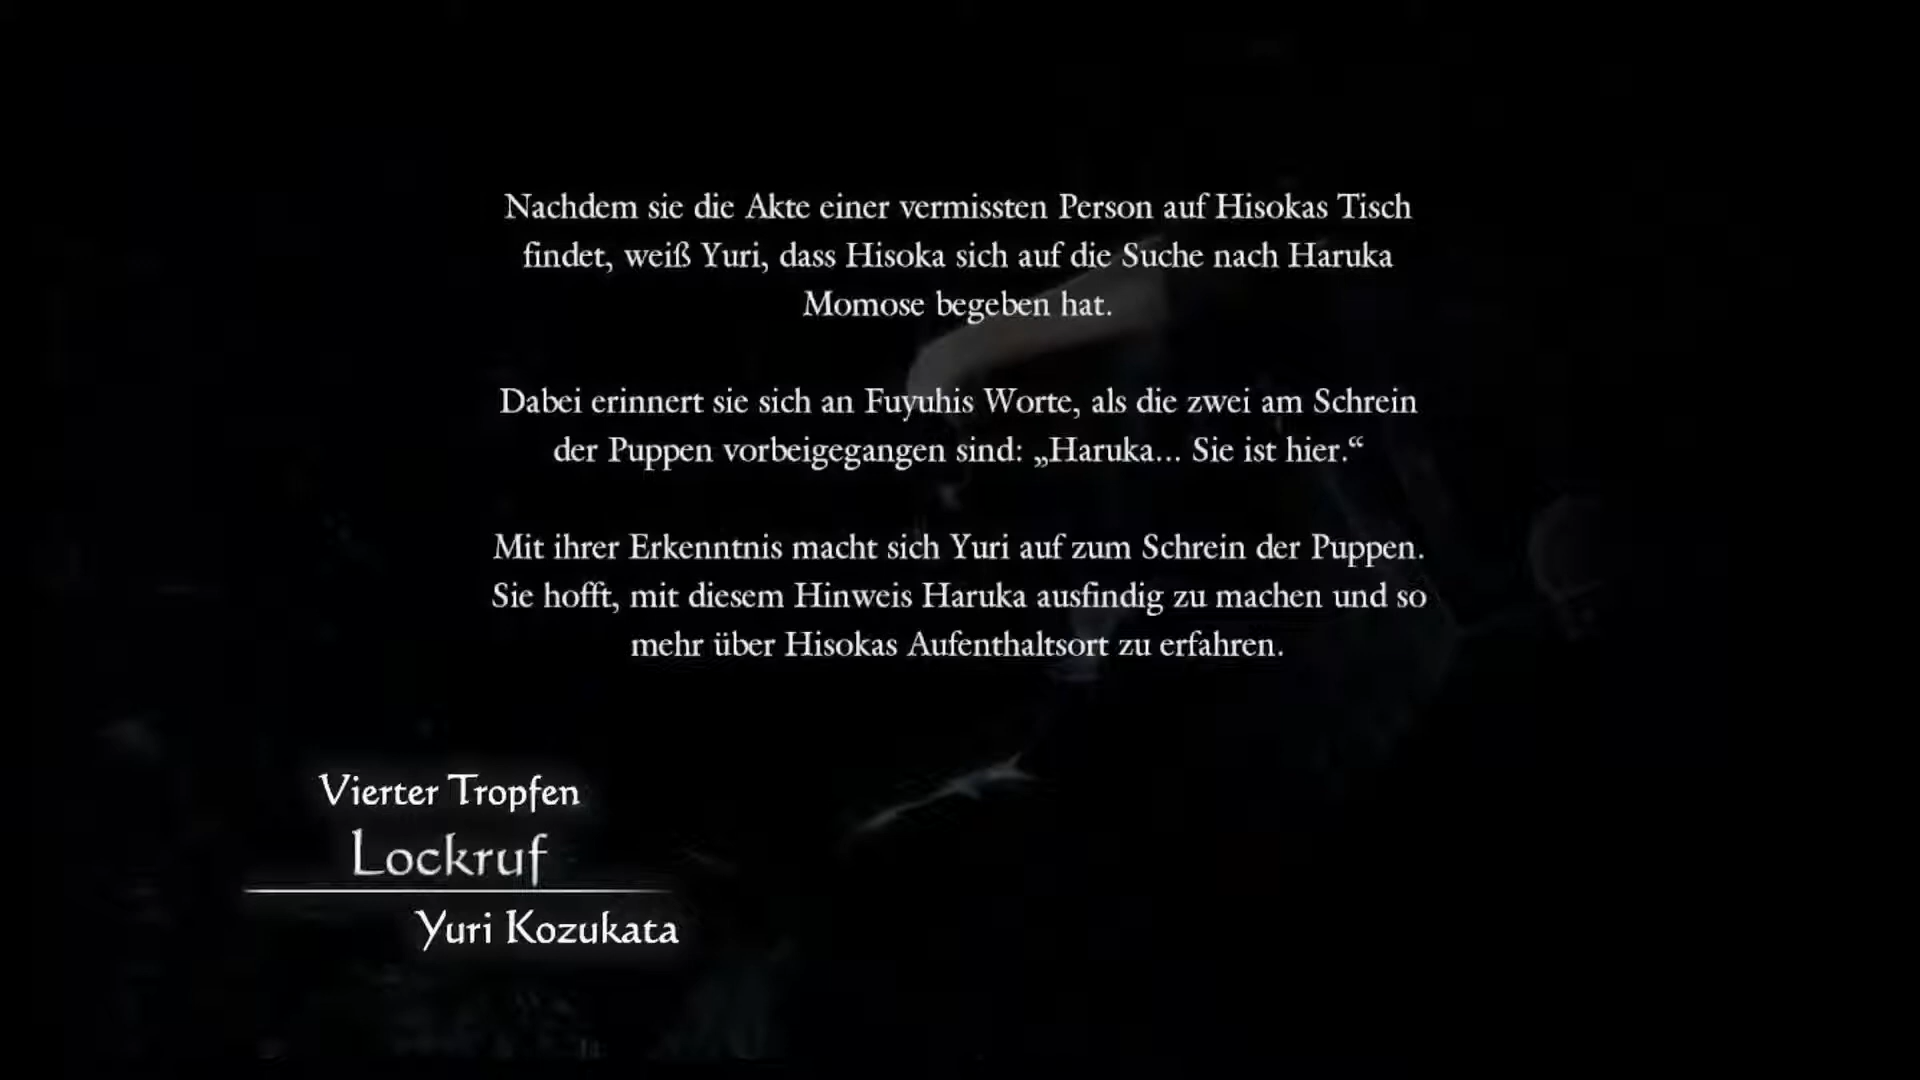 Nachdem sie die Akte einer vermissten Person auf Hisokas Tisch
findet, weiß Yuri, dass Hisoka sich auf die Suche nach Haruka
Momose begeben hat.
Dabei erinnert sie sich an Fuyuhis Worte, als die zwei am Schrein
der Puppen vorbeigegangen sind: „Haruka... Sie ist hier.“
Mit ihrer Erkenntnis macht sich Yuri auf zum Schrein der Puppen.
Sie hofft, mit diesem Hinweis Haruka ausfindig zu machen und so
mehr über Hisokas Aufenthaltsort zu erfahren.
Vierter Tropfen
Lockruf
Yuri Kozukata